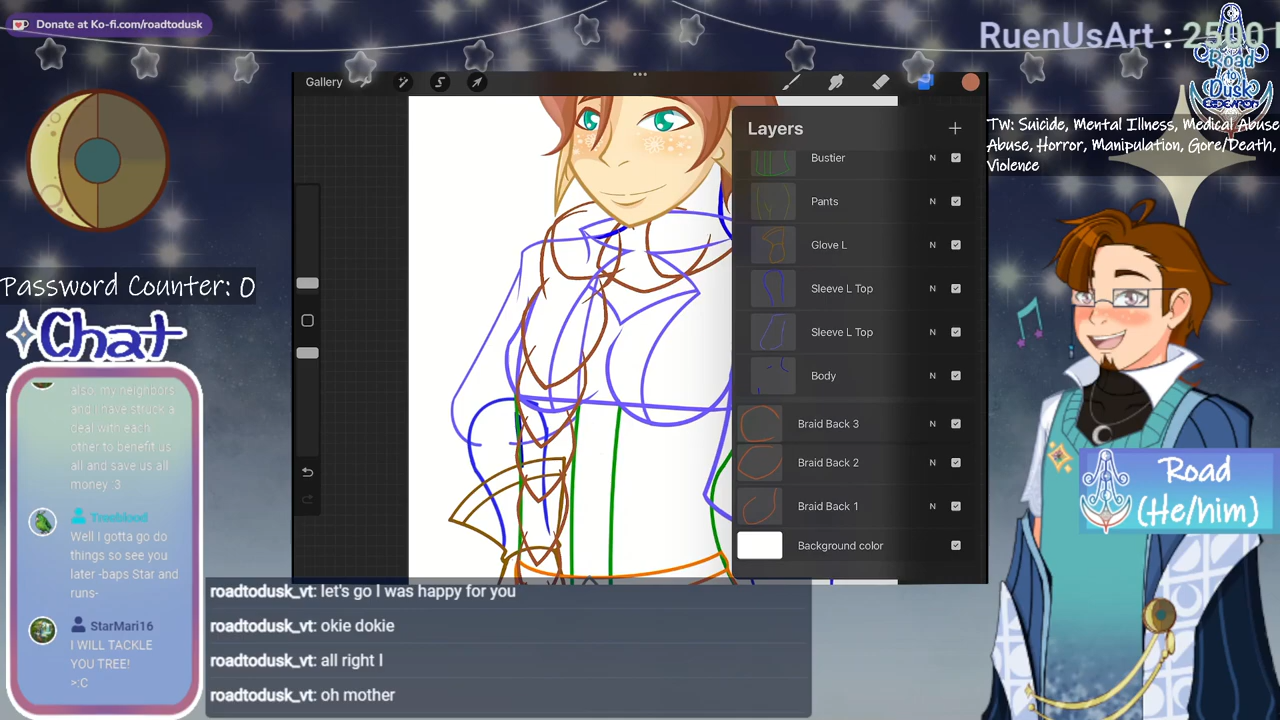 Donate at Ko-fi.com/roadtodusk
RuenUsArt : 2500
Road
to
Dusk
TW: Suicide, Mental Illness, Medical Abuse
Abuse, Horror, Manipulation, Gore/Death,
Violence
Gallery
Layers
Bustier N
Pants N
Glove L N
Sleeve L Top N
Sleeve L Top N
Body N
Braid Back 3 N
Braid Back 2 N
Braid Back 1 N
Background color
Password Counter: 0
Chat
also, my neighbors
and I have struck a
deal with each
other to benefit us
all and save us all
money :3
Treeblood
Well I gotta go do
things so see you
later -baps Star and
runs-
StarMari16
I WILL TACKLE
YOU TREE!
>:C
roadtodusk_vt: let's go I was happy for you
roadtodusk_vt: okie dokie
roadtodusk_vt: all right I
roadtodusk_vt: oh mother
Road
(He/him)